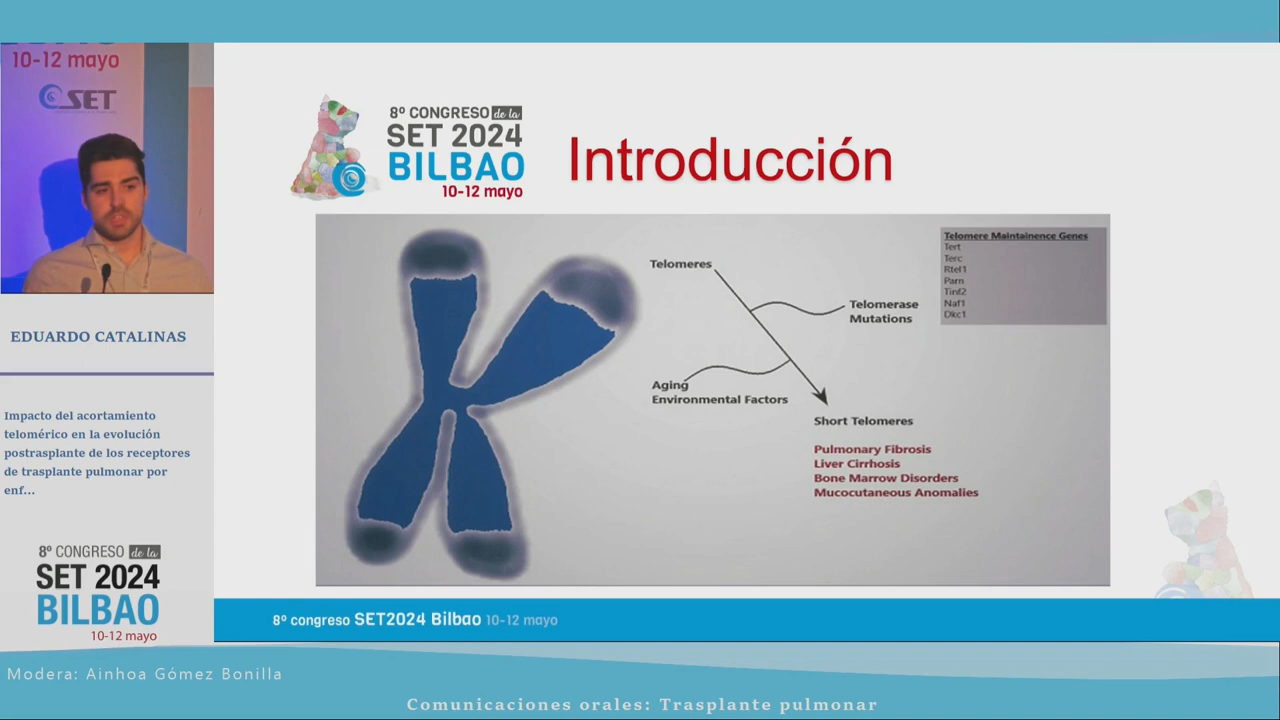 10-12 mayo
SET
EDUARDO CATALINAS
Impacto del acortamiento
telomérico en la evolución
postrasplante de los receptores
de trasplante pulmonar por
enf...
8º CONGRESO de la
SET 2024
BILBAO
10-12 mayo
8º CONGRESO de la
SET 2024
BILBAO
10-12 mayo
Introducción
Telomeres
Telomerase
Mutations
Aging
Environmental Factors
Short Telomeres
Pulmonary Fibrosis
Liver Cirrhosis
Bone Marrow Disorders
Mucocutaneous Anomalies
Telomere Maintainence Genes
Tert
Terc
Rtel1
Parn
Tinf2
Naf1
Dkc1
8º congreso SET2024 Bilbao 10-12 mayo
Modera: Ainhoa Gómez Bonilla
Comunicaciones orales: Trasplante pulmonar